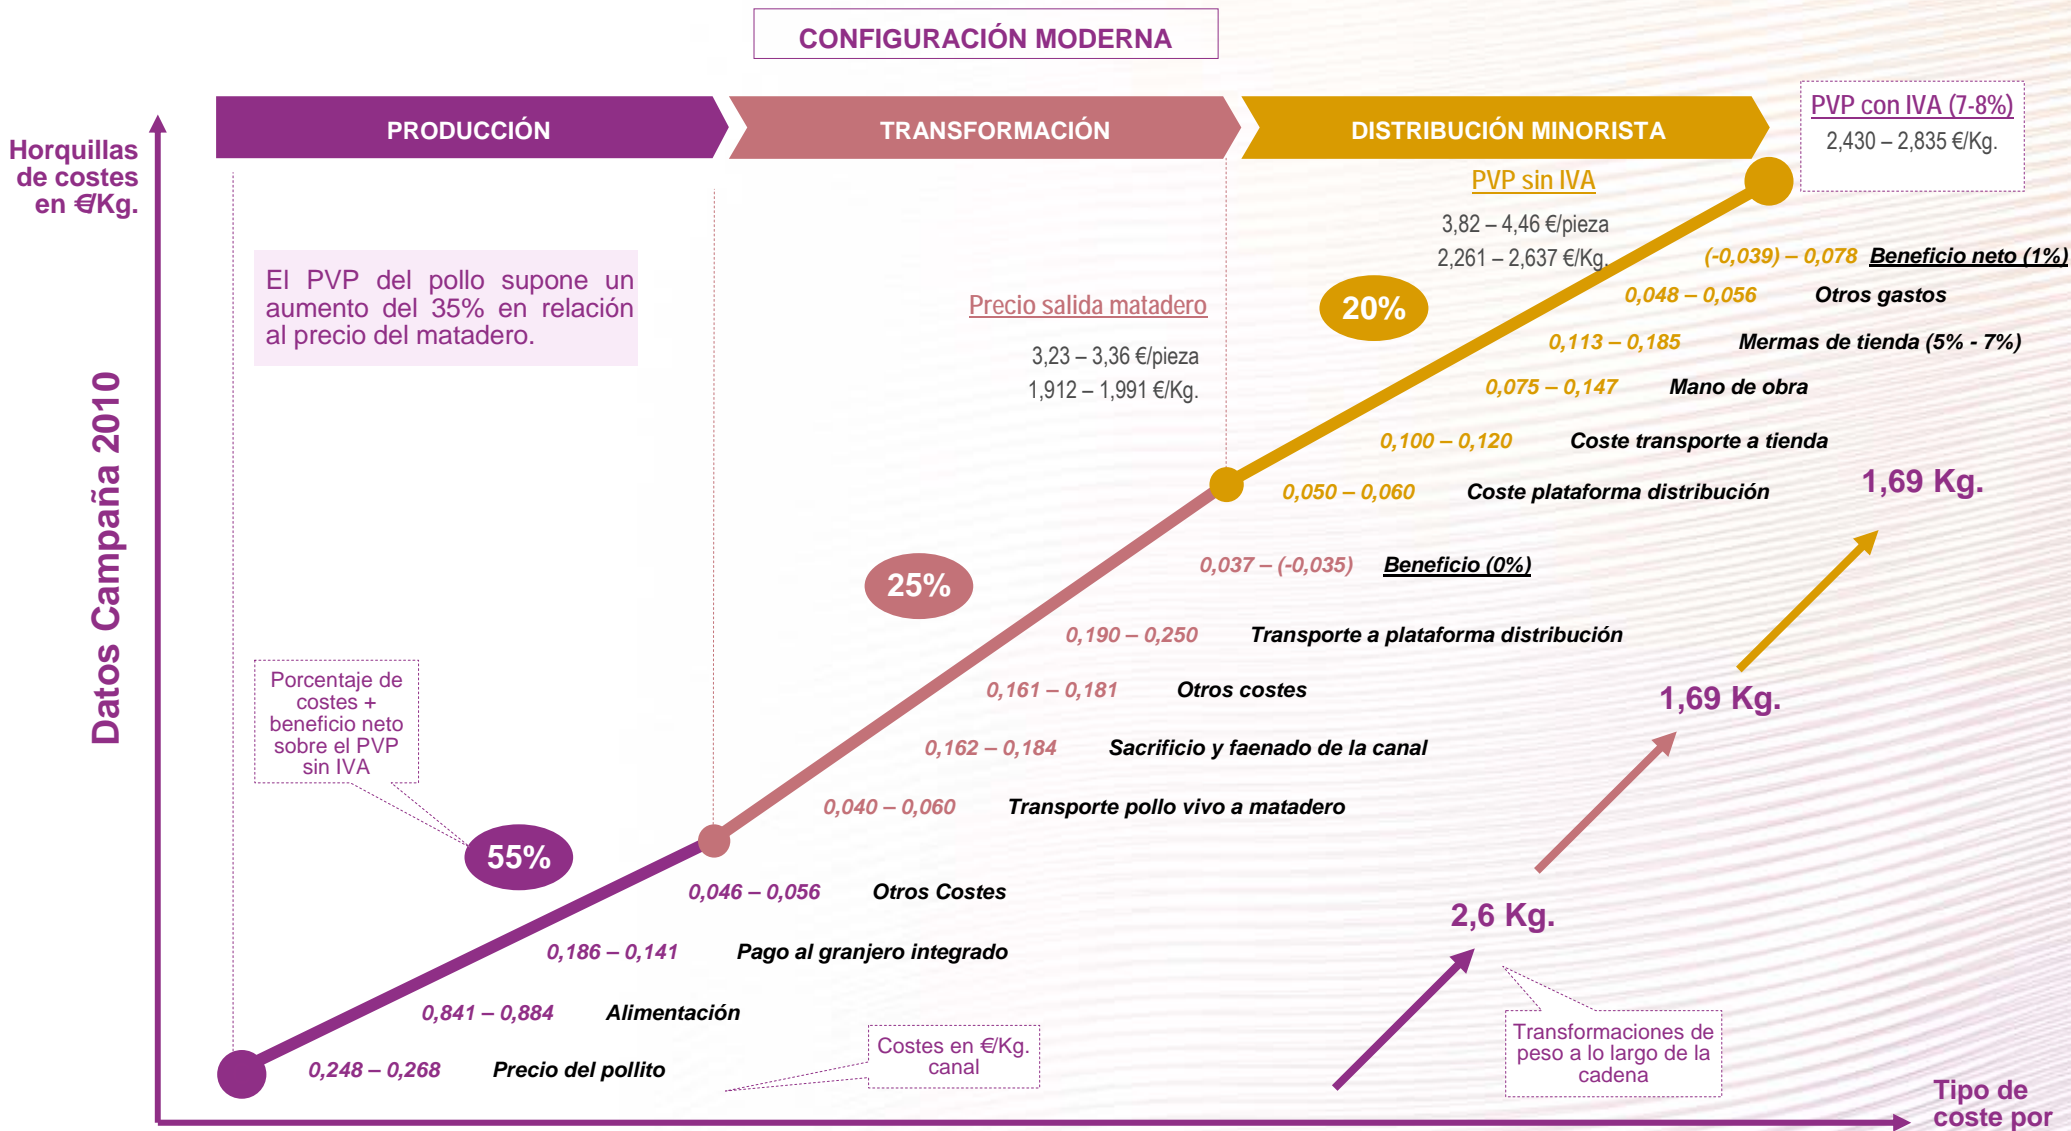 CONFIGURACIÓN MODERNA
PRODUCCIÓN
TRANSFORMACIÓN
DISTRIBUCIÓN MINORISTA
PVP con IVA (7-8%)
2,430 – 2,835 €/Kg.
Horquillas
de costes
en €/Kg.
Datos Campaña 2010
El PVP del pollo supone un
aumento del 35% en relación
al precio del matadero.
PVP sin IVA
3,82 – 4,46 €/pieza
2,261 – 2,637 €/Kg.
(-0,039) – 0,078 Beneficio neto (1%)
20%
0,048 – 0,056 Otros gastos
Precio salida matadero
3,23 – 3,36 €/pieza
1,912 – 1,991 €/Kg.
0,113 – 0,185 Mermas de tienda (5% - 7%)
0,075 – 0,147 Mano de obra
0,100 – 0,120 Coste transporte a tienda
0,050 – 0,060 Coste plataforma distribución
1,69 Kg.
0,037 – (-0,035) Beneficio (0%)
25%
0,190 – 0,250 Transporte a plataforma distribución
0,161 – 0,181 Otros costes
1,69 Kg.
0,162 – 0,184 Sacrificio y faenado de la canal
0,040 – 0,060 Transporte pollo vivo a matadero
Porcentaje de
costes +
beneficio neto
sobre el PVP
sin IVA
55%
0,046 – 0,056 Otros Costes
2,6 Kg.
0,186 – 0,141 Pago al granjero integrado
0,841 – 0,884 Alimentación
0,248 – 0,268 Precio del pollito
Costes en €/Kg.
canal
Transformaciones de
peso a lo largo de la
cadena
Tipo de
coste por